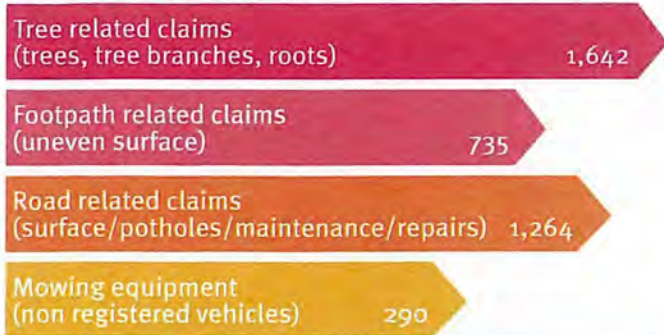 Tree related claims
(trees, tree branches, roots) 1,642
Footpath related claims
(uneven surface) 735
Road related claims
(surface/potholes/maintenance/repairs) 1,264
Mowing equipment
(non registered vehicles) 290